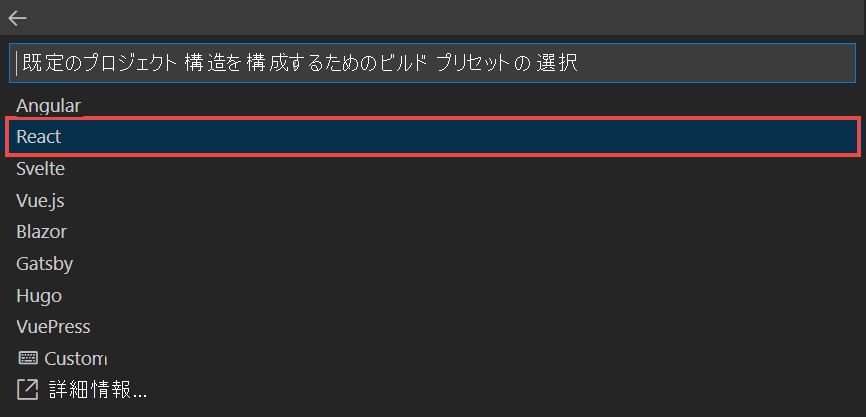 既定のプロジェクト 構造を構成するためのビルド プリセットの 選択
Angular
React
Svelte
Vue.js
Blazor
Gatsby
Hugo
VuePress
Custom
詳細情報...